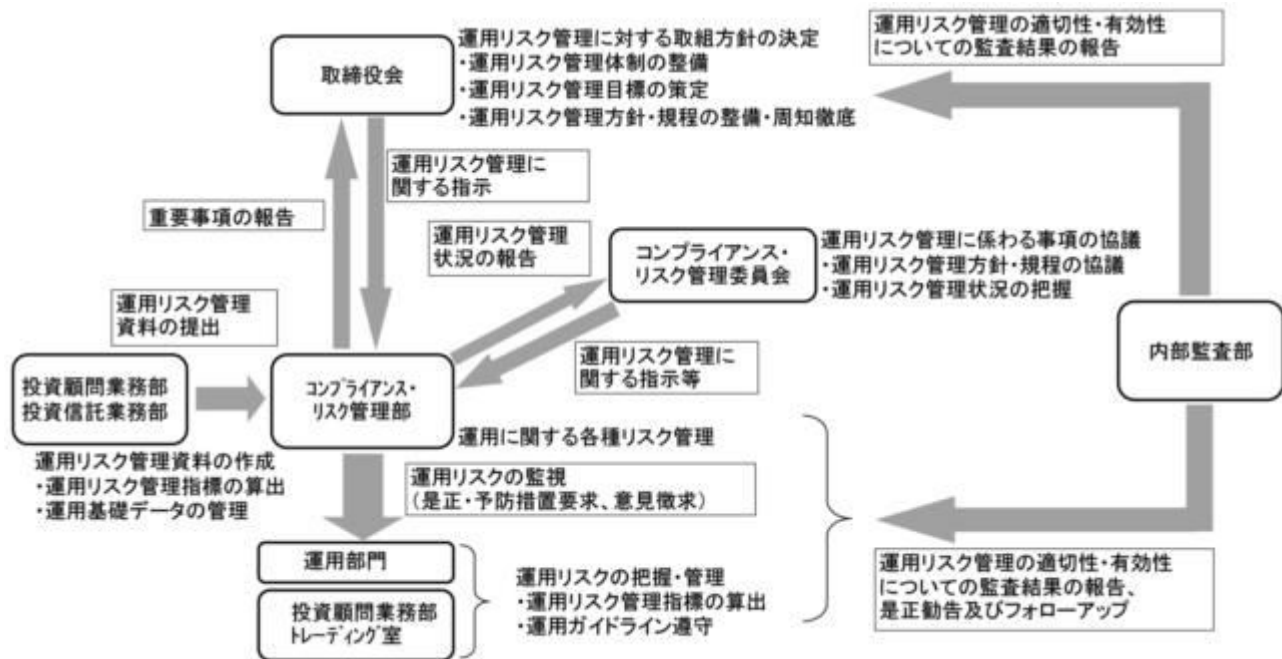 取締役会
運用リスク管理に対する取組方針の決定
・運用リスク管理体制の整備
・運用リスク管理目標の策定
・運用リスク管理方針・規程の整備・周知徹底
運用リスク管理の適切性・有効性
についての監査結果の報告
運用リスク管理に
関する指示
重要事項の報告
運用リスク管理
状況の報告
コンプライアンス・
リスク管理委員会
運用リスク管理に係わる事項の協議
・運用リスク管理方針・規程の協議
・運用リスク管理状況の把握
運用リスク管理
資料の提出
運用リスク管理に
関する指示等
内部監査部
投資顧問業務部
投資信託業務部
コンプライアンス・
リスク管理部
運用に関する各種リスク管理
運用リスク管理資料の作成
・運用リスク管理指標の算出
・運用基礎データの管理
運用リスクの監視
(是正・予防措置要求、意見徴求)
運用部門
投資顧問業務部
トレーディング室
運用リスクの把握・管理
・運用リスク管理指標の算出
・運用ガイドライン遵守
運用リスク管理の適切性・有効性
についての監査結果の報告、
是正勧告及びフォローアップ